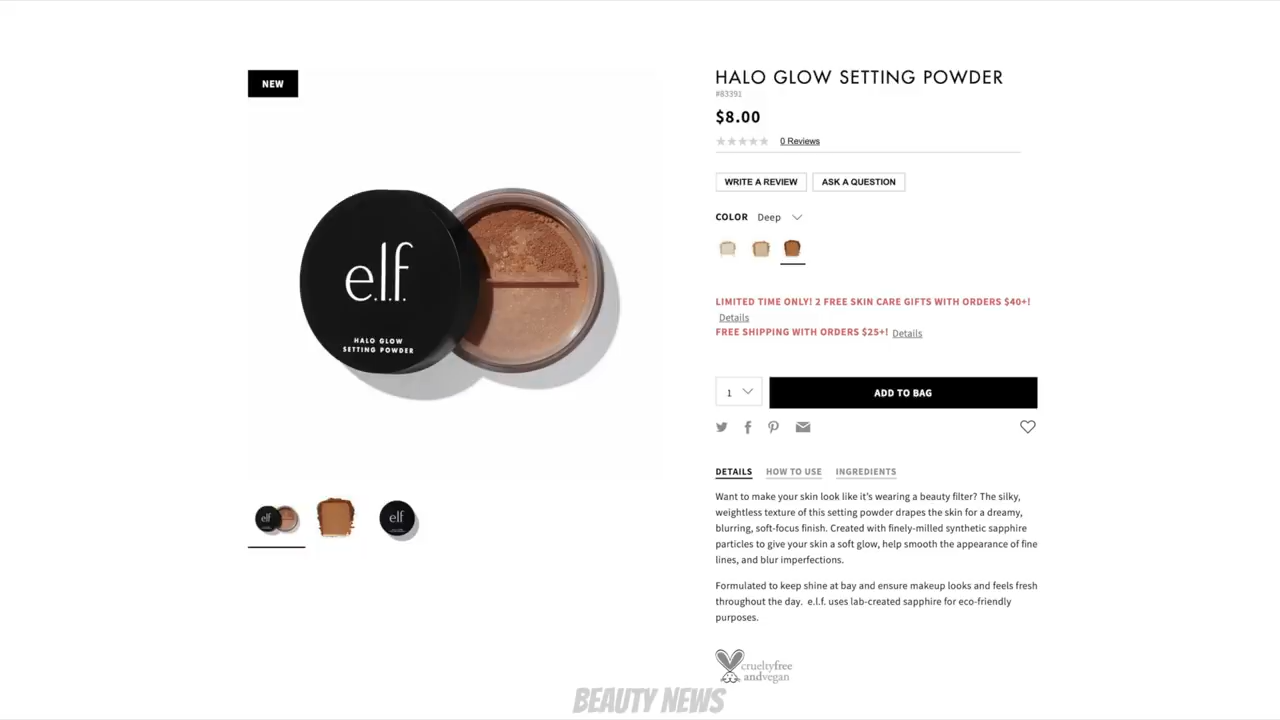 NEW
e.l.f.
HALO GLOW
SETTING POWDER
elf
elf
HALO GLOW SETTING POWDER
#83391
$8.00
0 Reviews
WRITE A REVIEW ASK A QUESTION
COLOR Deep
LIMITED TIME ONLY! 2 FREE SKIN CARE GIFTS WITH ORDERS $40+!
Details
FREE SHIPPING WITH ORDERS $25+! Details
1 ADD TO BAG
DETAILS HOW TO USE INGREDIENTS
Want to make your skin look like it's wearing a beauty filter? The silky,
weightless texture of this setting powder drapes the skin for a dreamy,
blurring, soft-focus finish. Created with finely-milled synthetic sapphire
particles to give your skin a soft glow, help smooth the appearance of fine
lines, and blur imperfections.
Formulated to keep shine at bay and ensure makeup looks and feels fresh
throughout the day. e.l.f. uses lab-created sapphire for eco-friendly
purposes.
crueltyfree
andvegan
BEAUTY NEWS